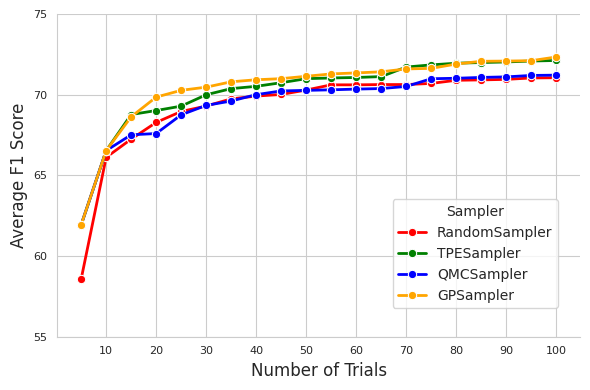 75
70
65
60
55
Average F1 Score
Sampler
RandomSampler
TPESampler
QMCSampler
GPSampler
10 20 30 40 50 60 70 80 90 100
Number of Trials